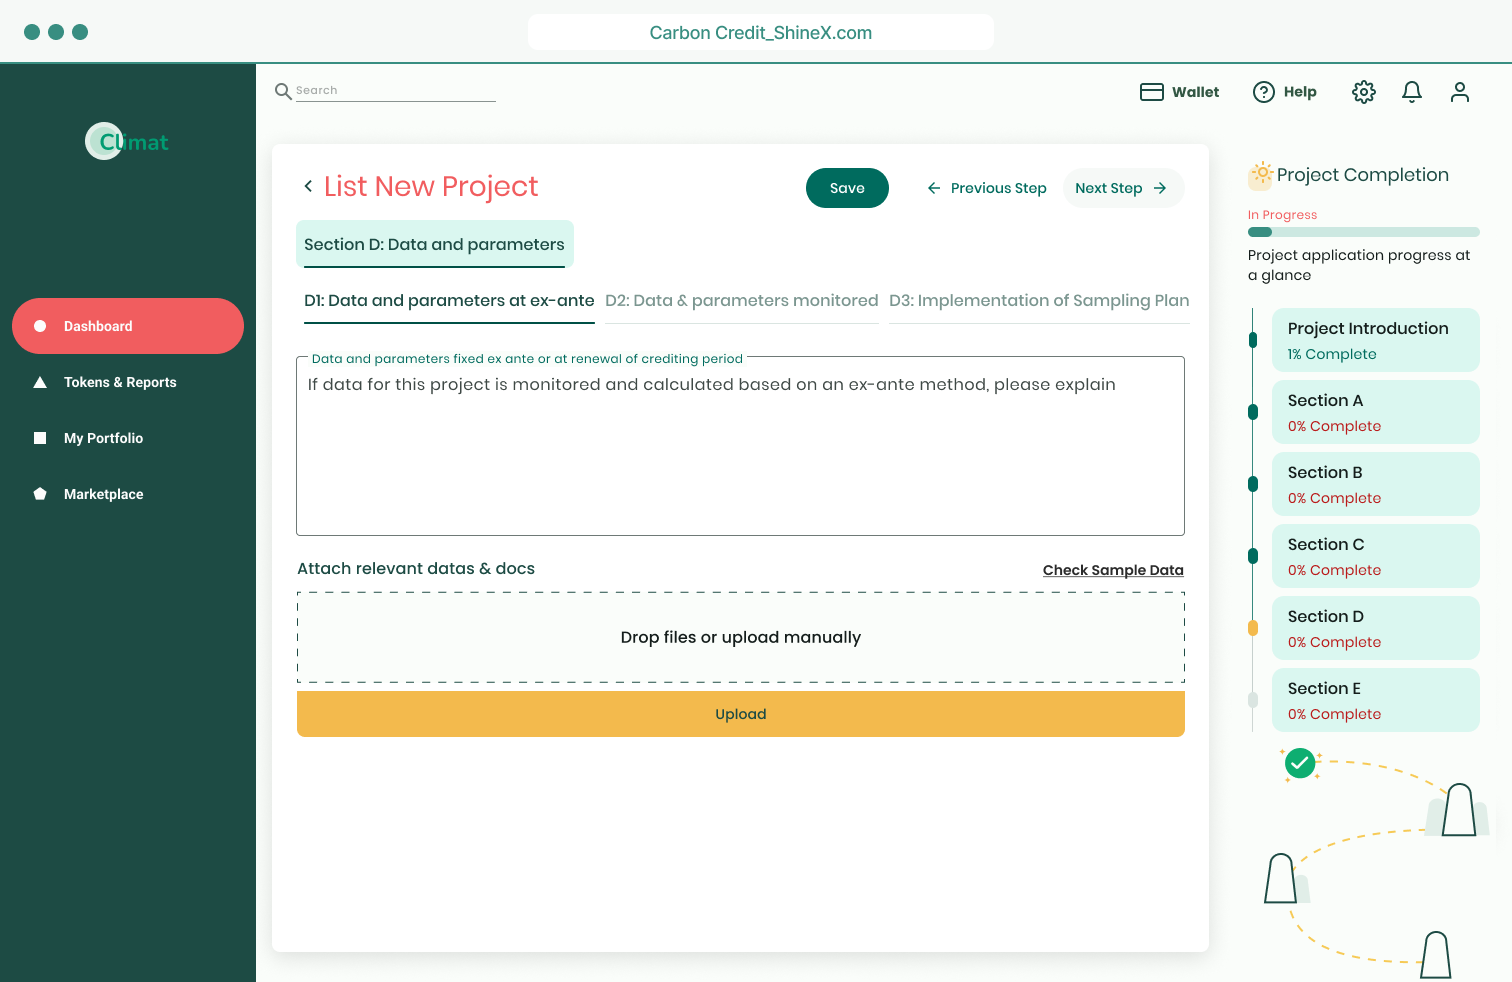 Carbon Credit_ShineX.com
Search
Wallet
Help
Climat
Dashboard
Tokens & Reports
My Portfolio
Marketplace
List New Project
Save
Previous Step
Next Step
Section D: Data and parameters
D1: Data and parameters at ex-ante
D2: Data & parameters monitored
D3: Implementation of Sampling Plan
Data and parameters fixed ex ante or at renewal of crediting period
If data for this project is monitored and calculated based on an ex-ante method, please explain
Attach relevant datas & docs
Check Sample Data
Drop files or upload manually
Upload
Project Completion
In Progress
Project application progress at
a glance
Project Introduction
1% Complete
Section A
0% Complete
Section B
0% Complete
Section C
0% Complete
Section D
0% Complete
Section E
0% Complete